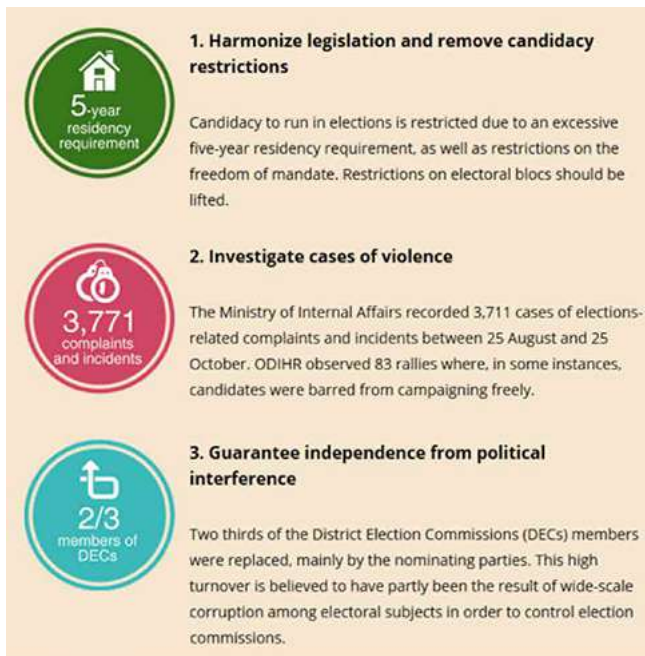 5-year
residency
requirement
1. Harmonize legislation and remove candidacy
restrictions
Candidacy to run in elections is restricted due to an excessive
five-year residency requirement, as well as restrictions on the
freedom of mandate. Restrictions on electoral blocs should be
lifted.
3,771
complaints
and incidents
2. Investigate cases of violence
The Ministry of Internal Affairs recorded 3,711 cases of elections-
related complaints and incidents between 25 August and 25
October. ODIHR observed 83 rallies where, in some instances,
candidates were barred from campaigning freely.
2/3
members of
DECs
3. Guarantee independence from political
interference
Two thirds of the District Election Commissions (DECs) members
were replaced, mainly by the nominating parties. This high
turnover is believed to have partly been the result of wide-scale
corruption among electoral subjects in order to control election
commissions.